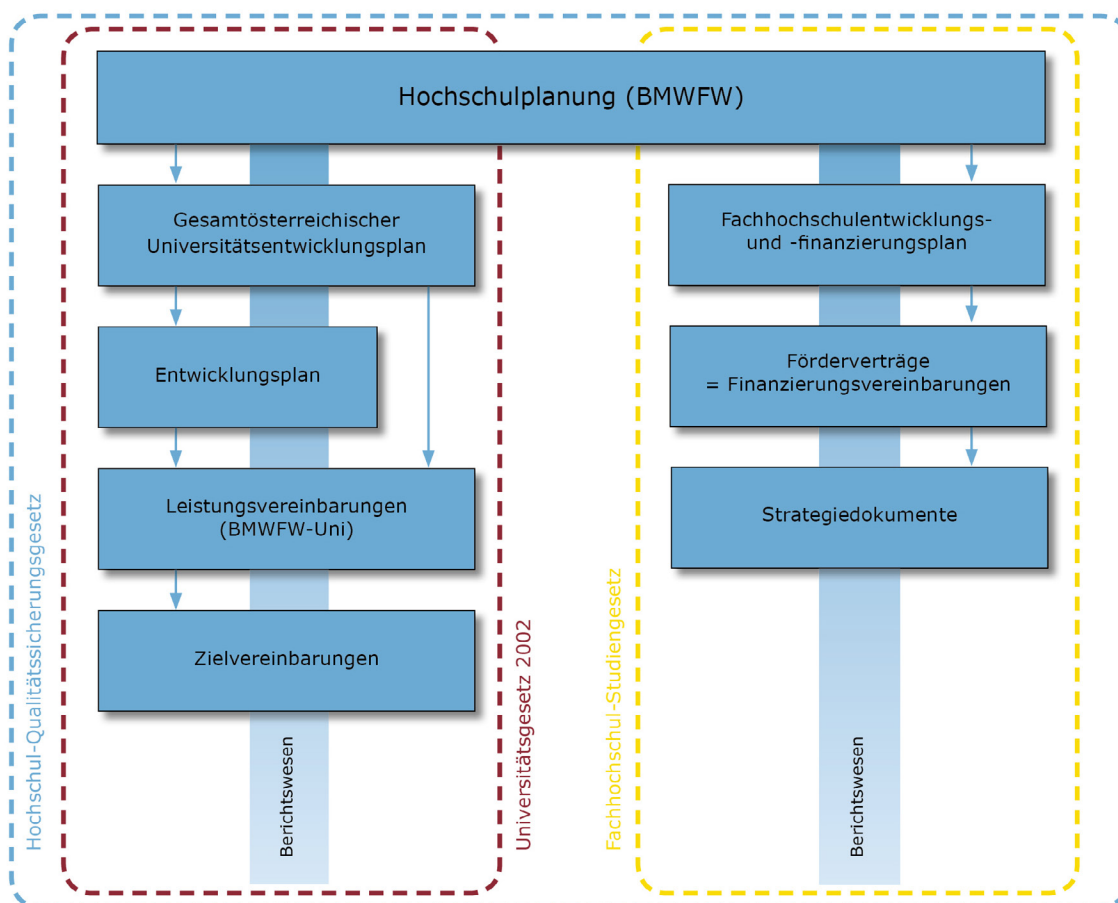 Hochschulplanung (BMWFW)
Gesamtösterreichischer
Universitätsentwicklungsplan
Entwicklungsplan
Leistungsvereinbarungen
(BMWFW-Uni)
Zielvereinbarungen
Berichtswesen
Hochschul-Qualitätssicherungsgesetz
Universitätsgesetz 2002
Fachhochschulentwicklungs-
und -finanzierungsplan
Förderverträge
= Finanzierungsvereinbarungen
Strategiedokumente
Berichtswesen
Fachhochschul-Studiengesetz